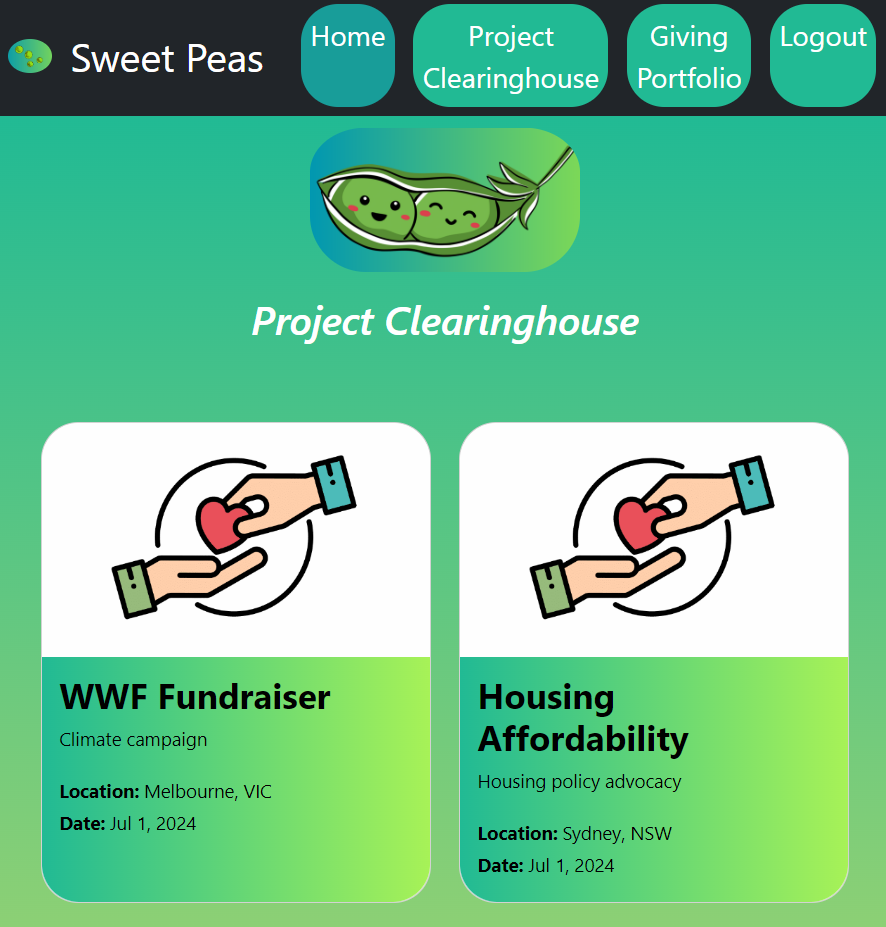 Sweet Peas
Home
Project
Clearinghouse
Giving
Portfolio
Logout
Project Clearinghouse
WWF Fundraiser
Climate campaign
Location: Melbourne, VIC
Date: Jul 1, 2024
Housing
Affordability
Housing policy advocacy
Location: Sydney, NSW
Date: Jul 1, 2024